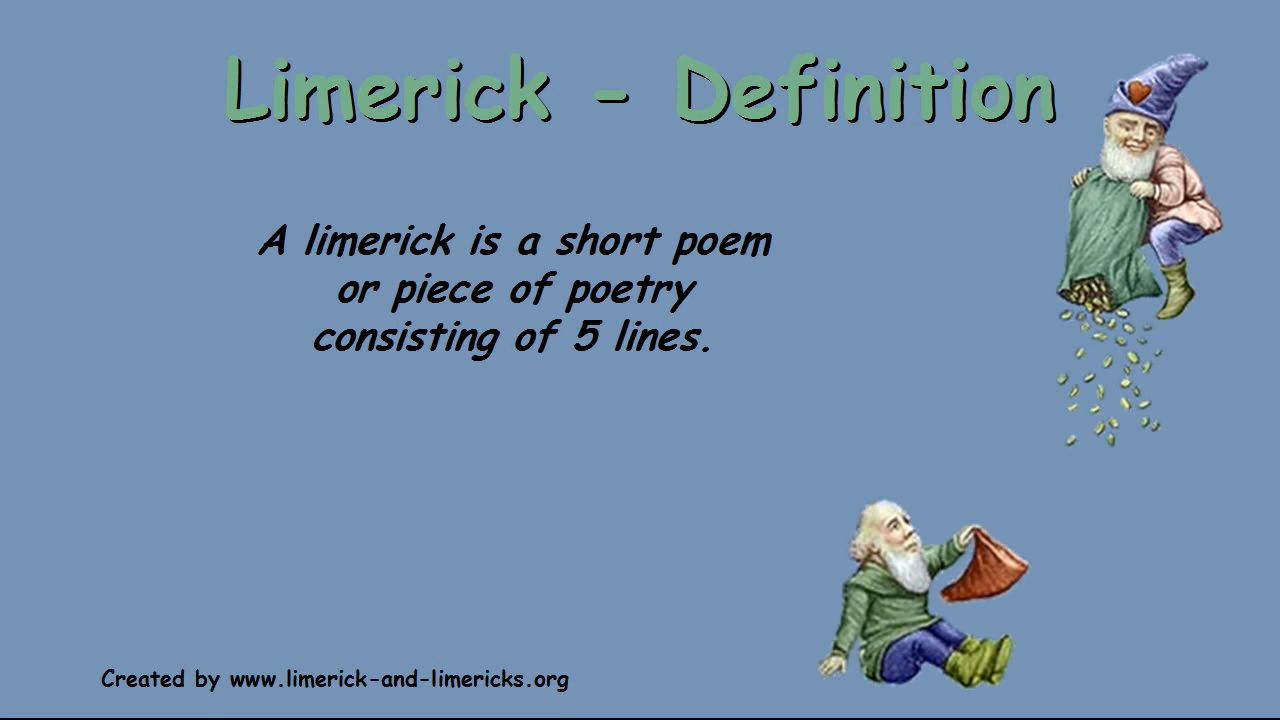 Limerick - Definition
A limerick is a short poem
or piece of poetry
consisting of 5 lines.
Created by www.limerick-and-limericks.org